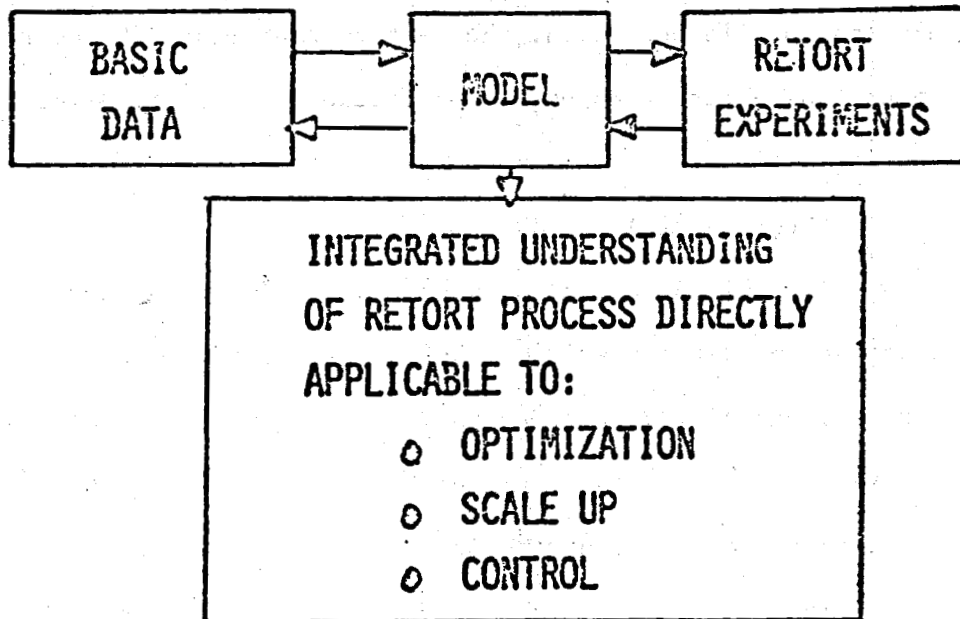 BASIC
DATA
MODEL
RETORT
EXPERIMENTS
INTEGRATED UNDERSTANDING
OF RETORT PROCESS DIRECTLY
APPLICABLE TO:
o OPTIMIZATION
o SCALE UP
o CONTROL